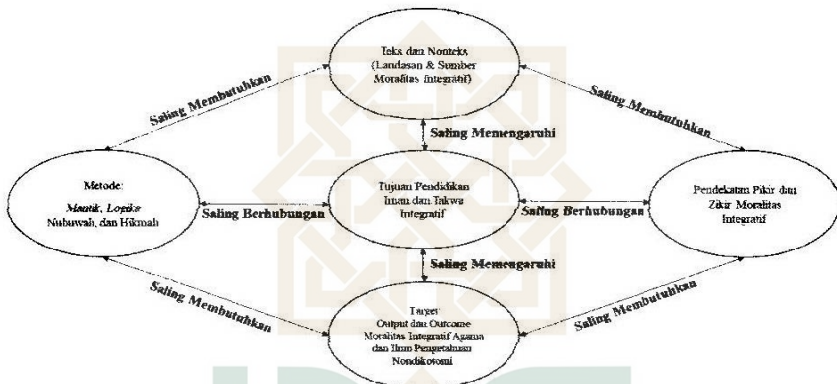 Teks dan Nonteks
(Landasan & Sumber
Moralitas Integratif)
Saling Membutuhkan
Saling Membutuhkan
Saling Memengaruhi
Metode:
Mantik, Logika
Nubuwah, dan Hikmah
Saling Berhubungan
Tujuan Pendidikan
Iman dan Takwa
Integratif
Saling Berhubungan
Pendekatan Pikir dan
Zikir Moralitas
Integratif
Saling Memengaruhi
Saling Membutuhkan
Saling Membutuhkan
Target
Output dan Outcome
Moralitas Integratif Agama
dan Ilmu Pengetahuan
Nondikotomi